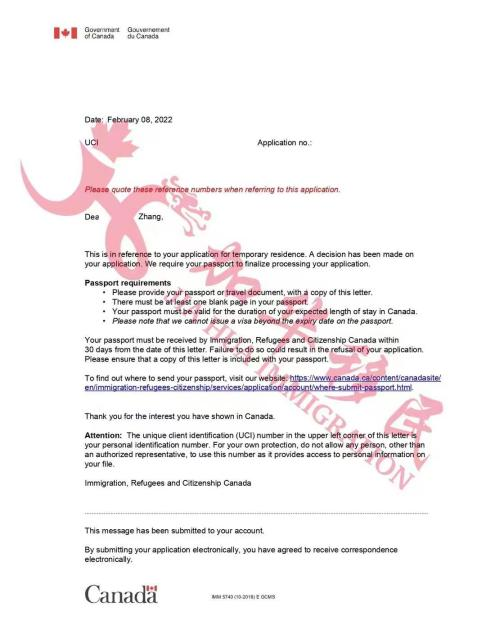 Government Gouvernement
of Canada du Canada
Date: February 08, 2022
UCI Application no.:
Please quote these reference numbers when referring to this application.
Dea Zhang,
This is in reference to your application for temporary residence. A decision has been made on
your application. We require your passport to finalize processing your application.
Passport requirements
• Please provide your passport or travel document, with a copy of this letter.
• There must be at least one blank page in your passport.
• Your passport must be valid for the duration of your expected length of stay in Canada.
• Please note that we cannot issue a visa beyond the expiry date on the passport.
Your passport must be received by Immigration, Refugees and Citizenship Canada within
30 days from the date of this letter. Failure to do so could result in the refusal of your application.
Please ensure that a copy of this letter is included with your passport.
To find out where to send your passport, visit our website: https://www.canada.ca/content/canadasite/
en/immigration-refugees-citizenship/services/application/account/where-submit-passport.html.
Thank you for the interest you have shown in Canada.
Attention: The unique client identification (UCI) number in the upper left corner of this letter is
your personal identification number. For your own protection, do not allow any person, other than
an authorized representative, to use this number as it provides access to personal information on
your file.
Immigration, Refugees and Citizenship Canada
This message has been submitted to your account.
By submitting your application electronically, you have agreed to receive correspondence
electronically.
Canada
IMM 5740 (10-2018) E GCMS
IMMIGRATION